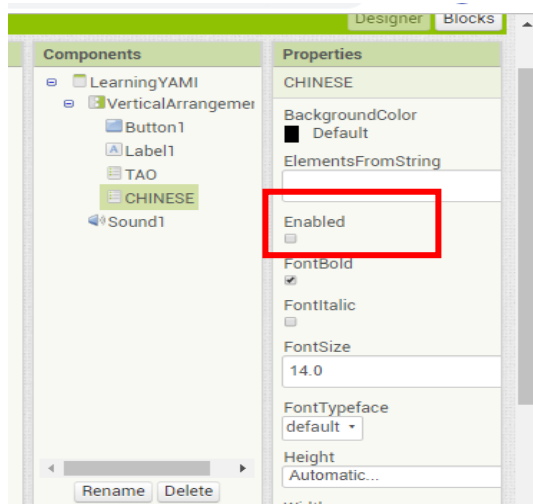 Designer Blocks
Components
LearningYAMI
VerticalArrangemer
Button1
Label1
TAO
CHINESE
Sound1
Rename Delete
Properties
CHINESE
BackgroundColor
Default
ElementsFromString
Enabled
FontBold
FontItalic
FontSize
14.0
FontTypeface
default
Height
Automatic...